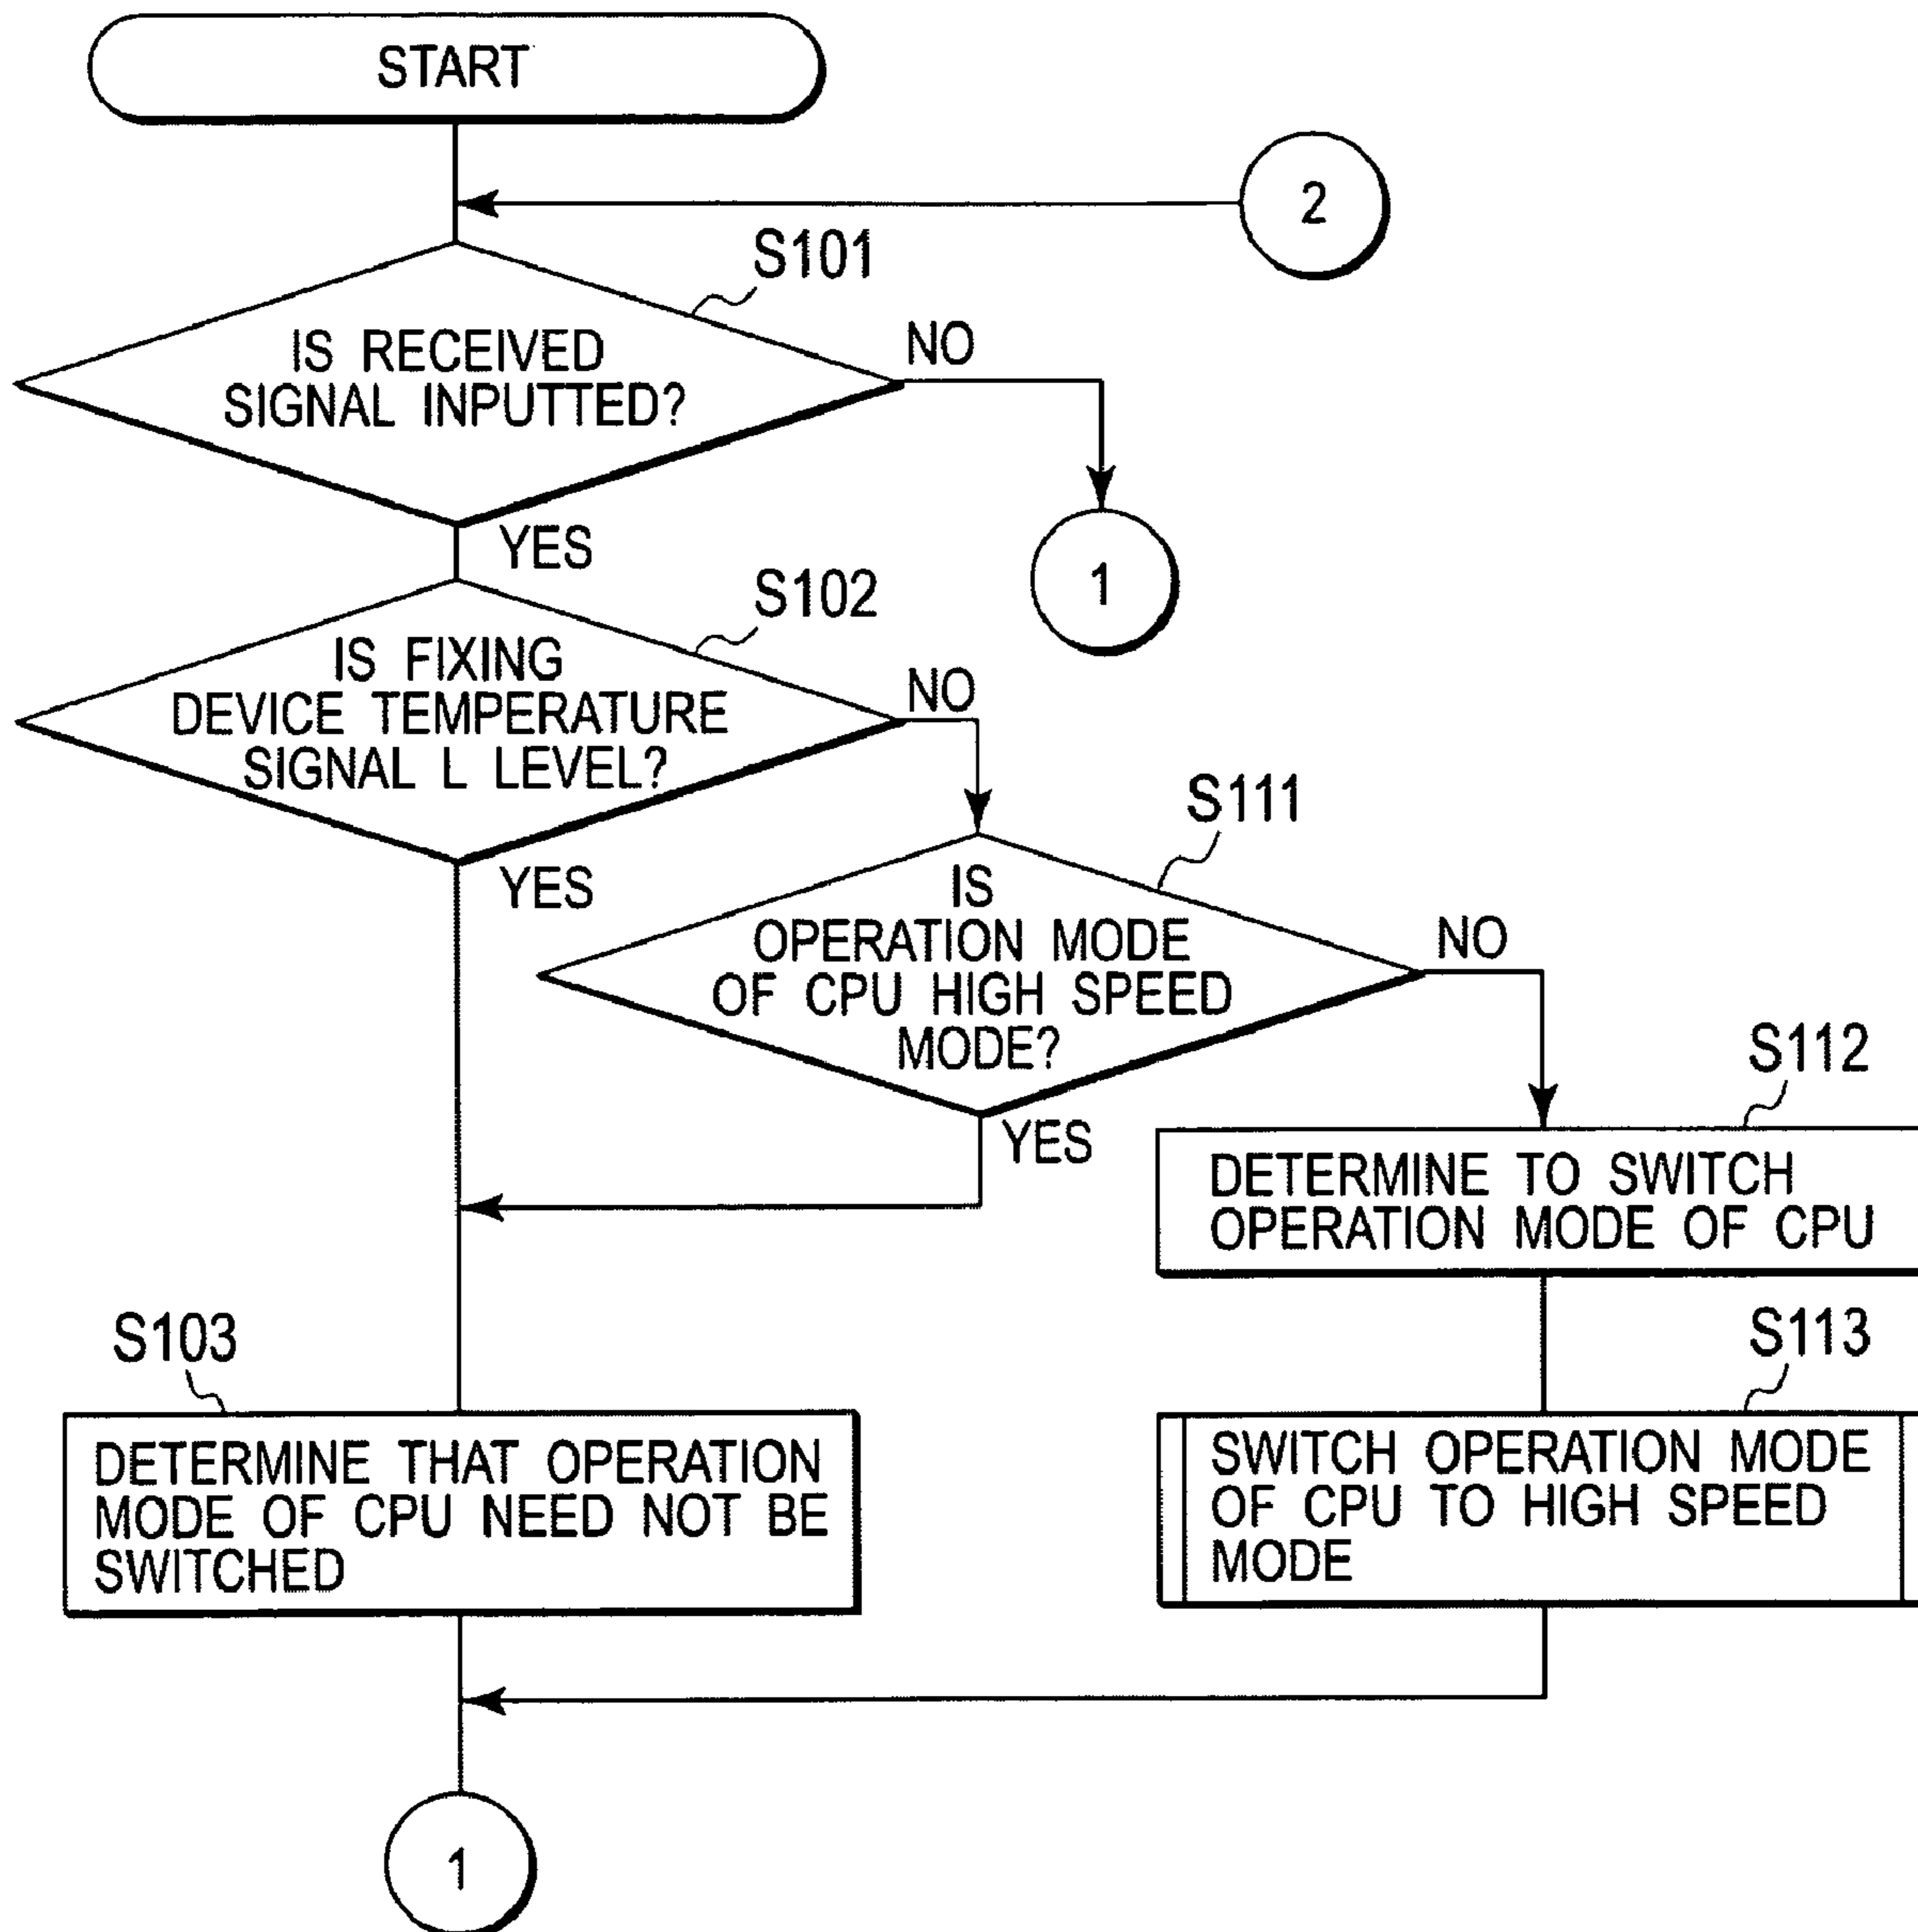 START
2
S101
IS RECEIVED
SIGNAL INPUTTED?
NO
YES
1
S102
IS FIXING
DEVICE TEMPERATURE
SIGNAL L LEVEL?
NO
YES
S111
IS
OPERATION MODE
OF CPU HIGH SPEED
MODE?
NO
YES
S112
DETERMINE TO SWITCH
OPERATION MODE OF CPU
S103
DETERMINE THAT OPERATION
MODE OF CPU NEED NOT BE
SWITCHED
S113
SWITCH OPERATION MODE
OF CPU TO HIGH SPEED
MODE
1